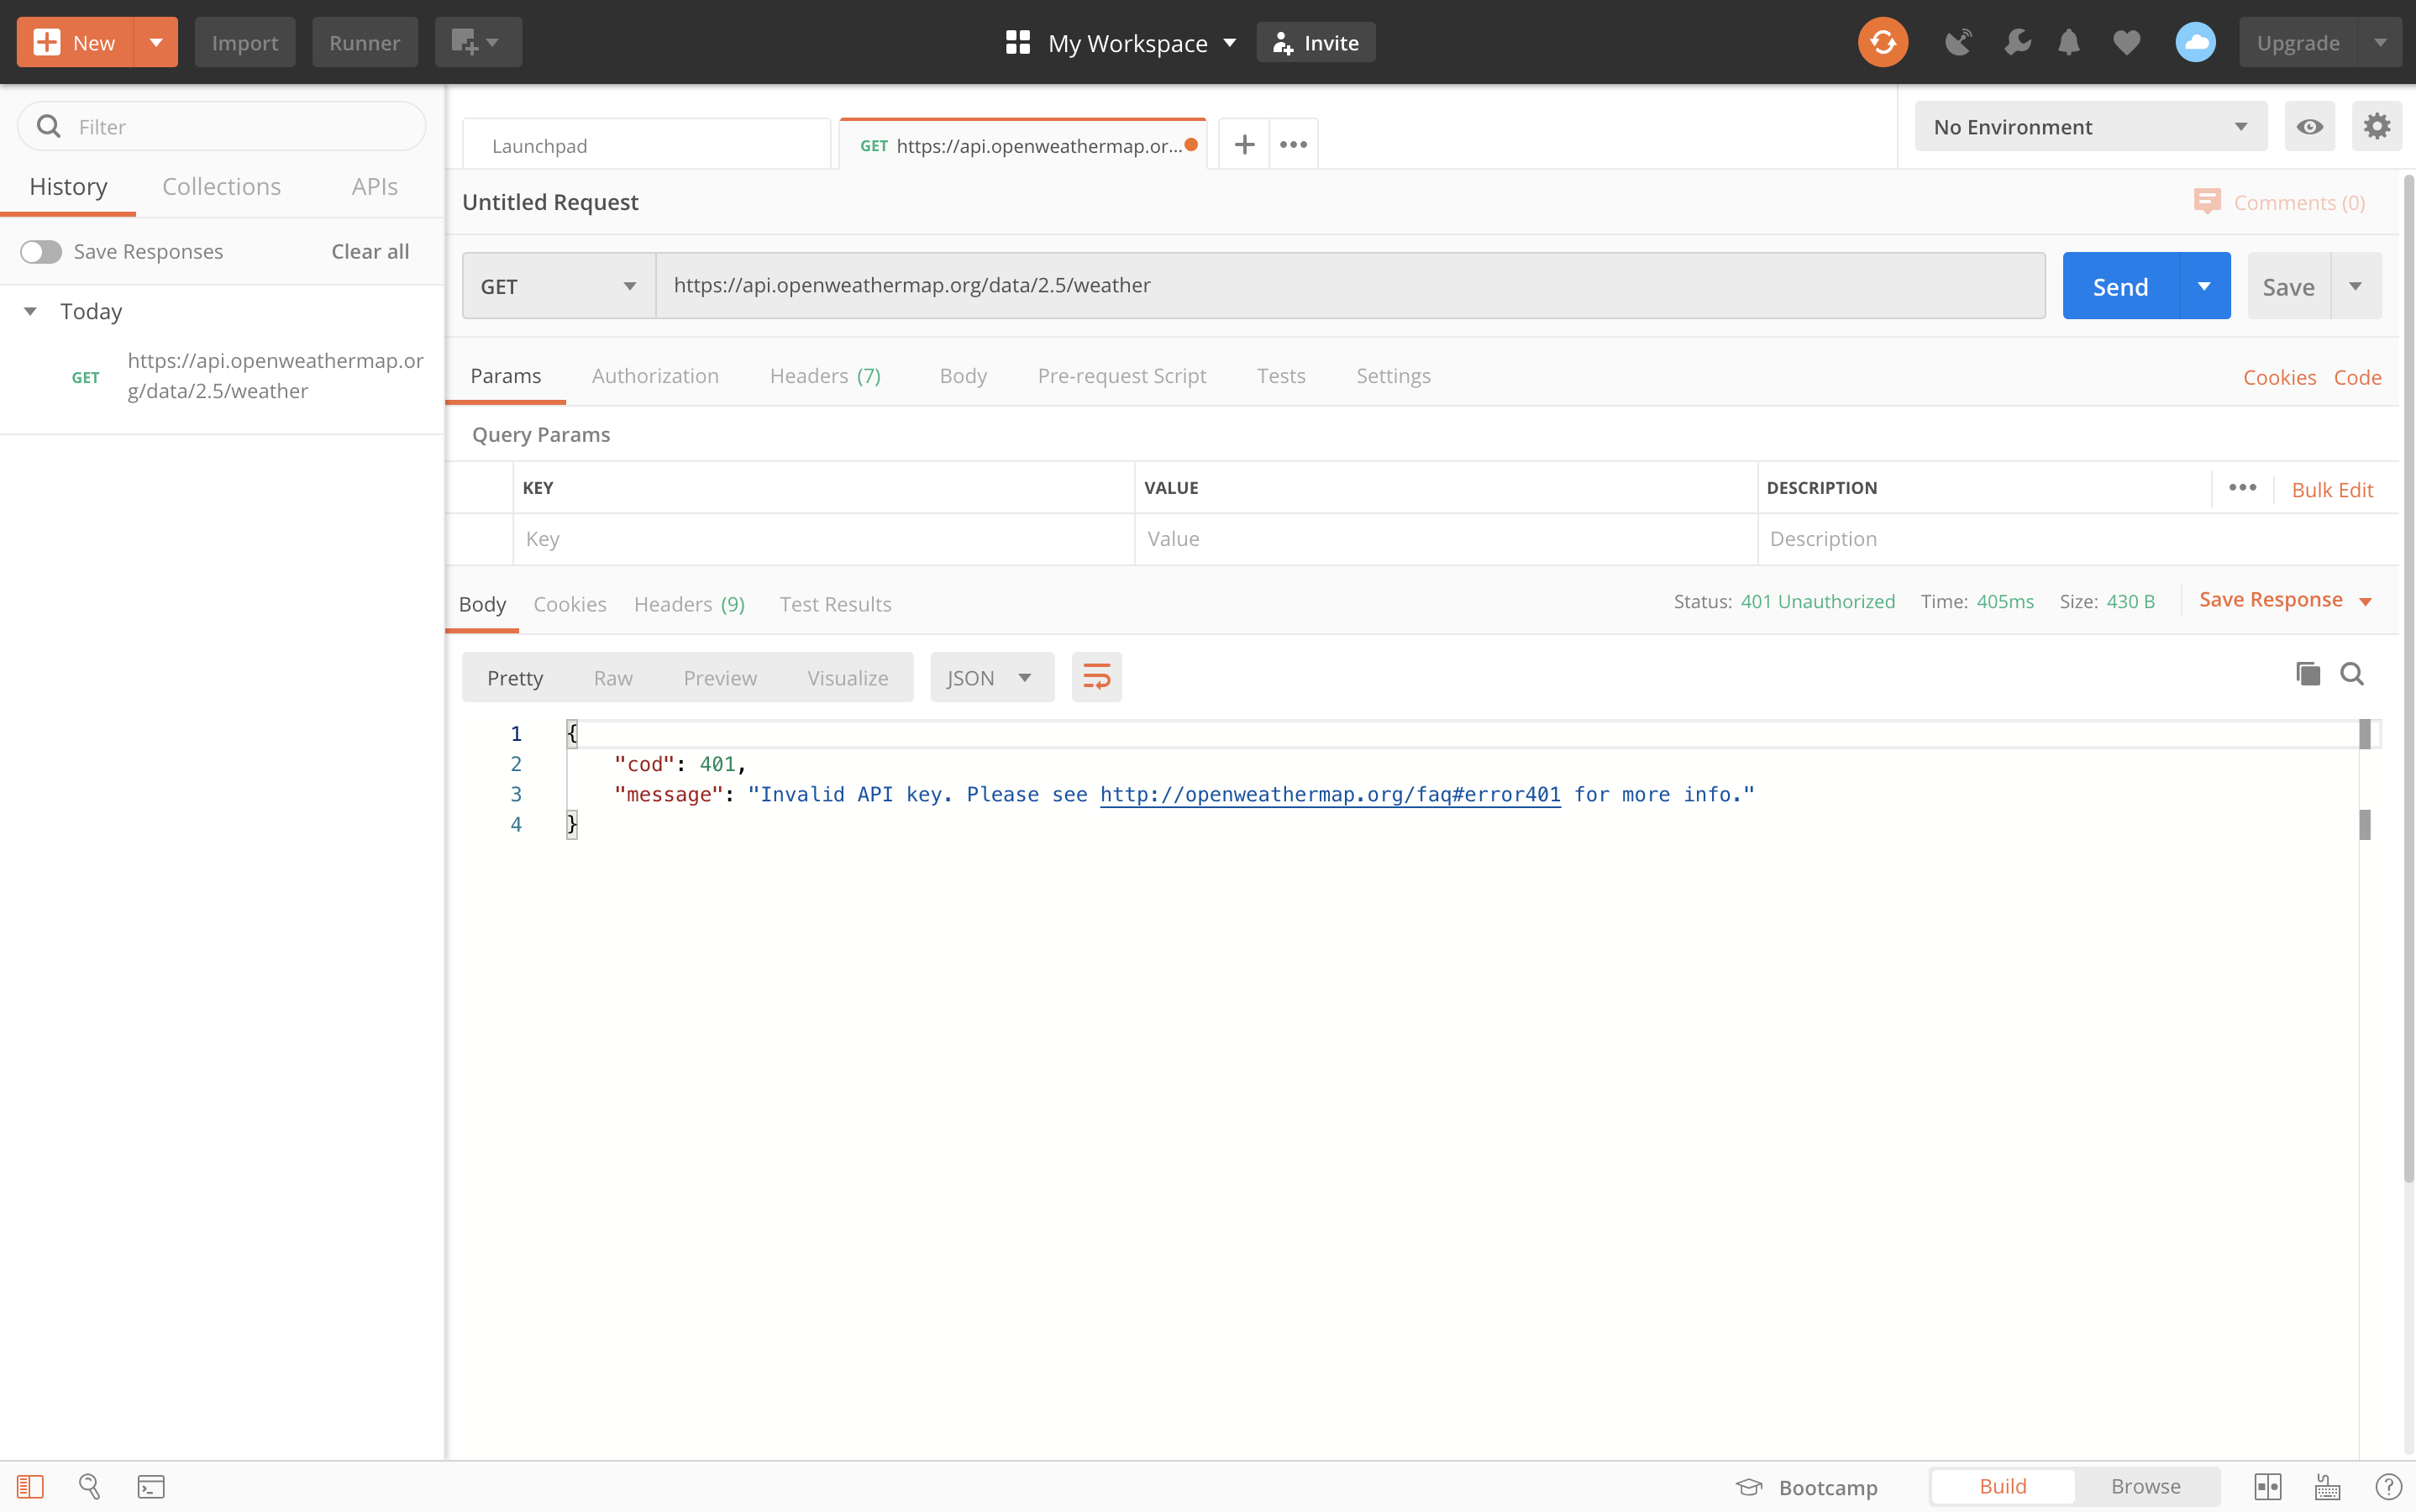 New
Import
Runner
My Workspace
Invite
Upgrade
Filter
History Collections APIs
Save Responses Clear all
Today
GET https://api.openweathermap.or
g/data/2.5/weather
Launchpad
GET https://api.openweathermap.or...
No Environment
Untitled Request
Comments (0)
GET https://api.openweathermap.org/data/2.5/weather
Send
Save
Params Authorization Headers (7) Body Pre-request Script Tests Settings
Cookies Code
Query Params
KEY VALUE DESCRIPTION
Bulk Edit
Key Value Description
Body Cookies Headers (9) Test Results
Status: 401 Unauthorized Time: 405ms Size: 430 B
Save Response
Pretty Raw Preview Visualize
JSON
1 {
2 "cod": 401,
3 "message": "Invalid API key. Please see http://openweathermap.org/faq#error401 for more info."
4 }
Bootcamp
Build Browse